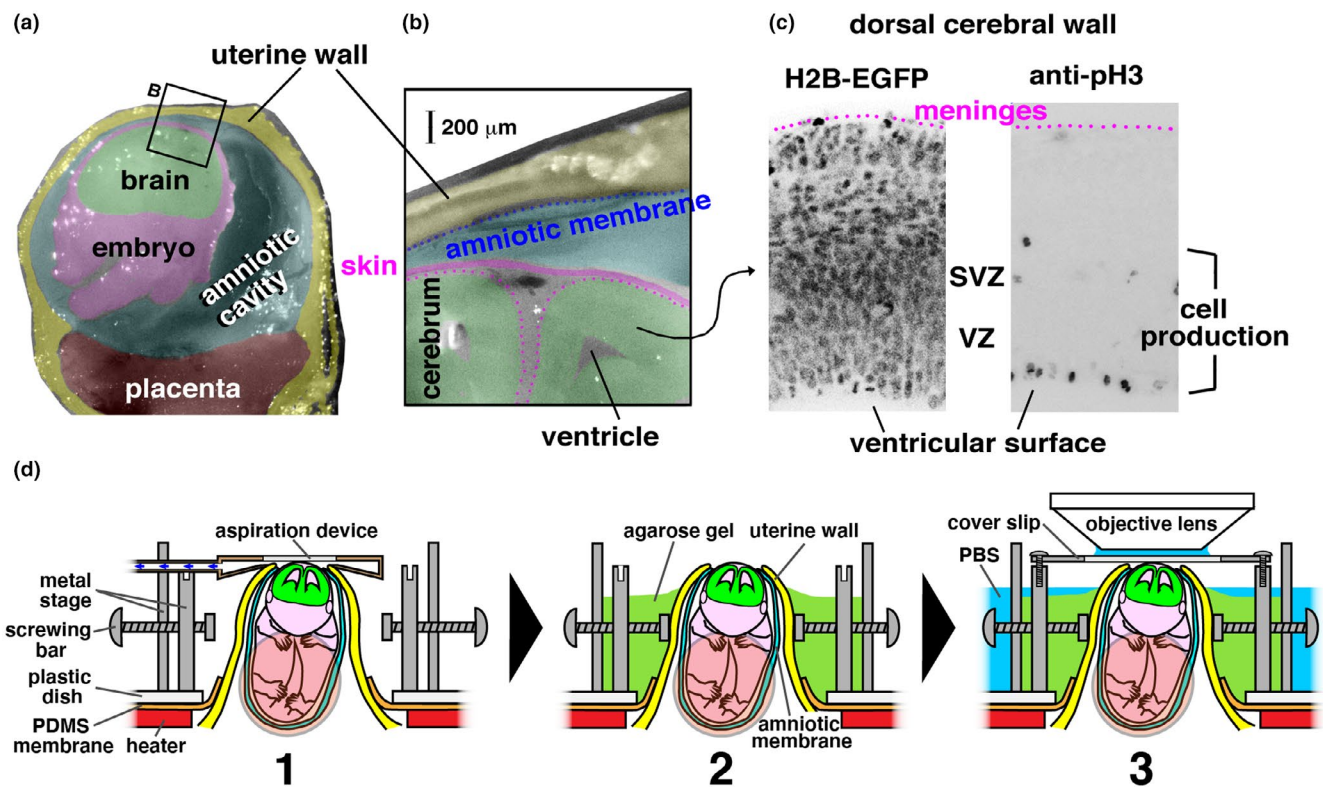 (a)
uterine wall
B
brain
embryo
amniotic
cavity
placenta
(b)
200 μm
amniotic membrane
skin
cerebrum
ventricle
(c)
dorsal cerebral wall
H2B-EGFP
anti-pH3
meninges
SVZ
VZ
cell
production
ventricular surface
(d)
aspiration device
metal
stage
screwing
bar
plastic
dish
PDMS
membrane
heater
1
agarose gel
uterine wall
amniotic
membrane
2
cover slip
objective lens
PBS
3